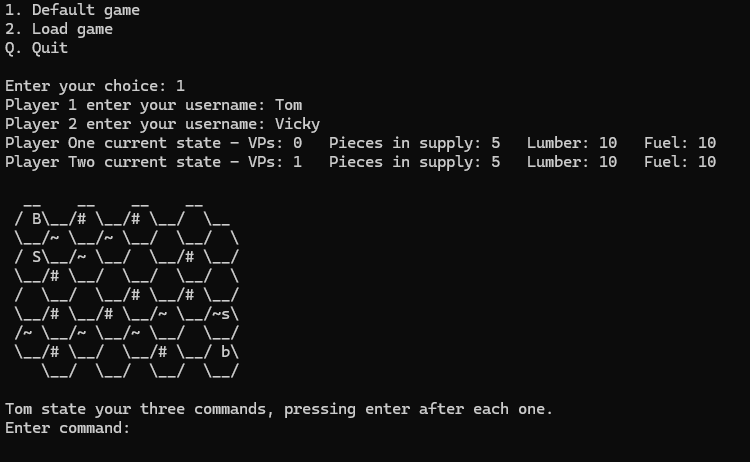 1. Default game
2. Load game
Q. Quit

Enter your choice: 1
Player 1 enter your username: Tom
Player 2 enter your username: Vicky
Player One current state - VPs: 0   Pieces in supply: 5   Lumber: 10   Fuel: 10
Player Two current state - VPs: 1   Pieces in supply: 5   Lumber: 10   Fuel: 10

  __    __    __    __
 / B\__/# \__/# \__/  \__
 \__/~ \__/~ \__/  \__/  \
 / S\__/~ \__/  \__/# \__/
 \__/# \__/  \__/  \__/  \
 /  \__/  \__/# \__/# \__/
 \__/# \__/# \__/~ \__/~s\
 /~ \__/~ \__/~ \__/  \__/
 \__/# \__/  \__/# \__/ b\
    \__/  \__/  \__/  \__/

Tom state your three commands, pressing enter after each one.
Enter command: